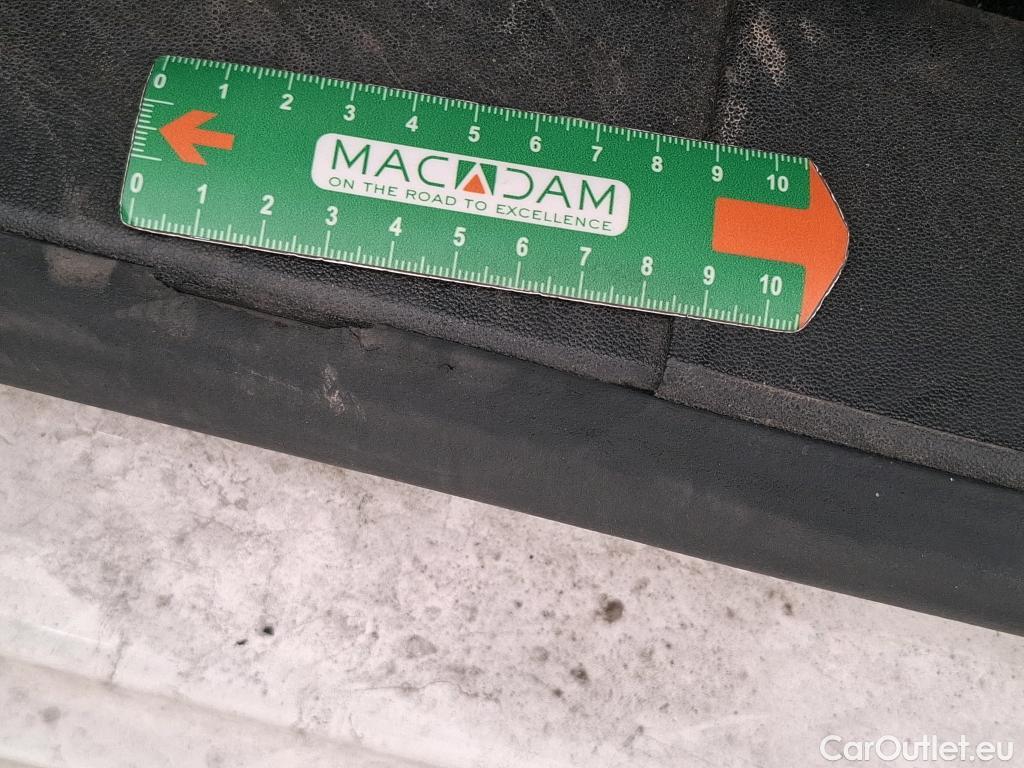 0 1 2 3 4 5 6 7 8 9 10
MACADAM
ON THE ROAD TO EXCELLENCE
0 1 2 3 4 5 6 7 8 9 10
CarOutlet.eu